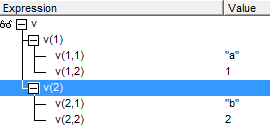 Expression Value
v
v(1)
v(1,1) "a"
v(1,2) 1
v(2)
v(2,1) "b"
v(2,2) 2